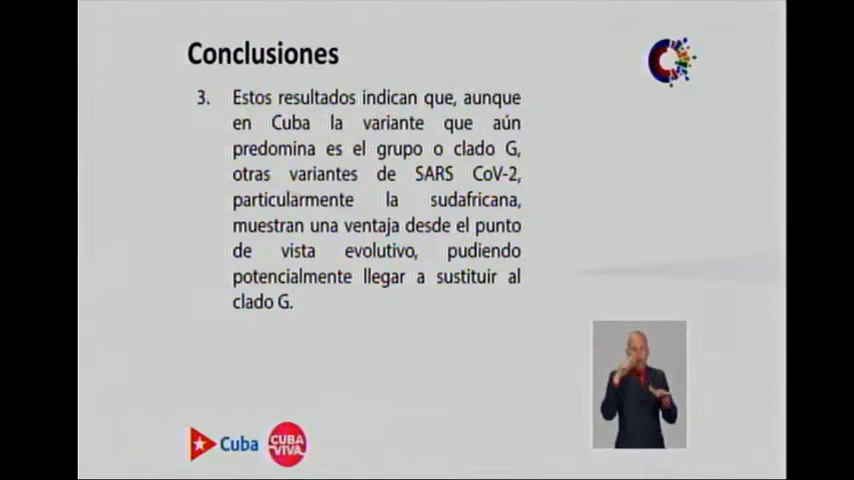 Conclusiones
3. Estos resultados indican que, aunque
en Cuba la variante que aún
predomina es el grupo o clado G,
otras variantes de SARS CoV-2,
particularmente la sudafricana,
muestran una ventaja desde el punto
de vista evolutivo, pudiendo
potencialmente llegar a sustituir al
clado G.
Cuba
CUBA
VIVA